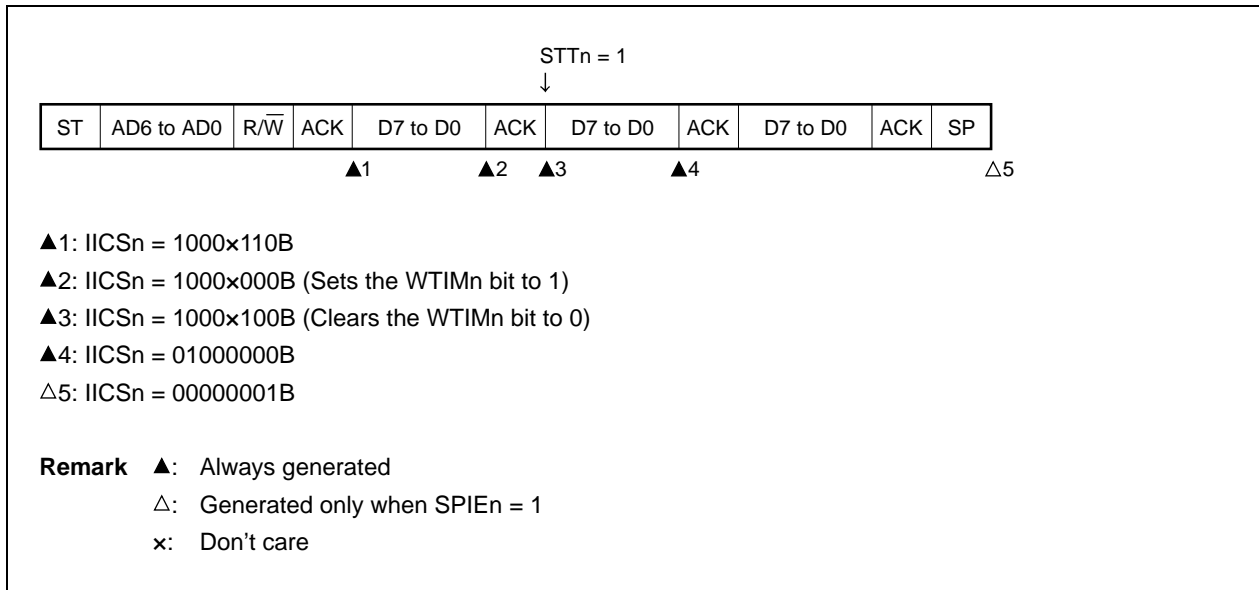 STTn = 1
↓
ST AD6 to AD0 R/W̅ ACK D7 to D0 ACK D7 to D0 ACK D7 to D0 ACK SP
▲1 ▲2 ▲3 ▲4 △5
▲1: IICSn = 1000×110B
▲2: IICSn = 1000×000B (Sets the WTIMn bit to 1)
▲3: IICSn = 1000×100B (Clears the WTIMn bit to 0)
▲4: IICSn = 01000000B
△5: IICSn = 00000001B
Remark ▲: Always generated
△: Generated only when SPIEn = 1
×: Don't care